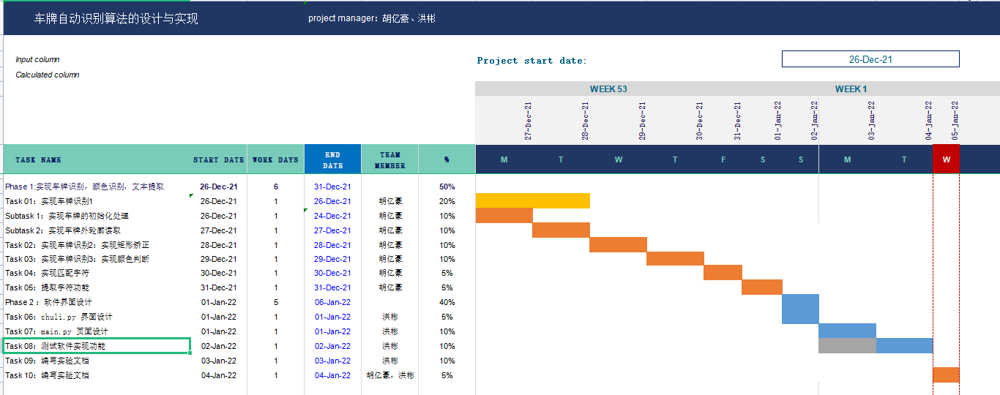 车牌自动识别算法的设计与实现 project manager：胡亿豪、洪彬
Input column
Project start date: 26-Dec-21
Calculated column
WEEK 53 WEEK 1
27-Dec-21 28-Dec-21 29-Dec-21 30-Dec-21 31-Dec-21 01-Jan-22 02-Jan-22 03-Jan-22 04-Jan-22 05-Jan-22
TASK NAME START DATE WORK DAYS END DATE TEAM MEMBER % M T W T F S S M T W
Phase 1:实现车牌识别，颜色识别，文本提取 26-Dec-21 6 31-Dec-21 50%
Task 01：实现车牌识别1 26-Dec-21 1 26-Dec-21 胡亿豪 20%
Subtask 1：实现车牌的初始化处理 26-Dec-21 1 24-Dec-21 胡亿豪 10%
Subtask 2：实现车牌外轮廓读取 27-Dec-21 1 27-Dec-21 胡亿豪 10%
Task 02：实现车牌识别2：实现矩形矫正 28-Dec-21 1 28-Dec-21 胡亿豪 10%
Task 03：实现车牌识别3：实现颜色判断 29-Dec-21 1 29-Dec-21 胡亿豪 10%
Task 04：实现匹配字符 30-Dec-21 1 30-Dec-21 胡亿豪 5%
Task 05：提取字符功能 31-Dec-21 1 31-Dec-21 胡亿豪 5%
Phase 2：软件界面设计 01-Jan-22 5 06-Jan-22 40%
Task 06：chuli.py 界面设计 01-Jan-22 1 01-Jan-22 洪彬 5%
Task 07：main.py 页面设计 01-Jan-22 1 01-Jan-22 洪彬 10%
Task 08：测试软件实现功能 02-Jan-22 1 02-Jan-22 洪彬 10%
Task 09：编写实验文档 03-Jan-22 1 03-Jan-22 洪彬 10%
Task 10：编写实验文档 04-Jan-22 1 04-Jan-22 胡亿豪，洪彬 5%